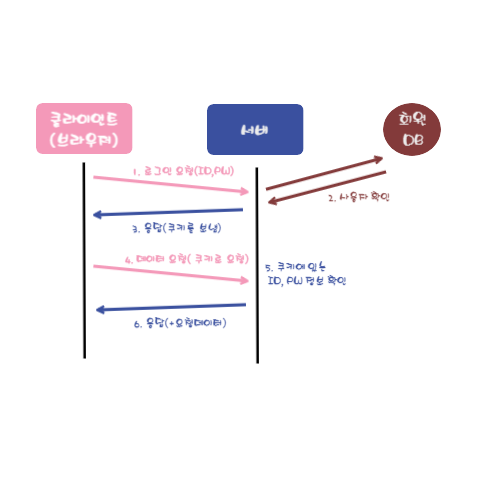 클라이언트
(브라우저)
서버
회원
DB
1. 로그인 요청(ID,PW)
2. 사용자 확인
3. 응답(쿠키를 보냄)
4. 데이터 요청( 쿠키로 요청)
5. 쿠키에 있는
ID, PW 정보 확인
6. 응답(+요청데이터)